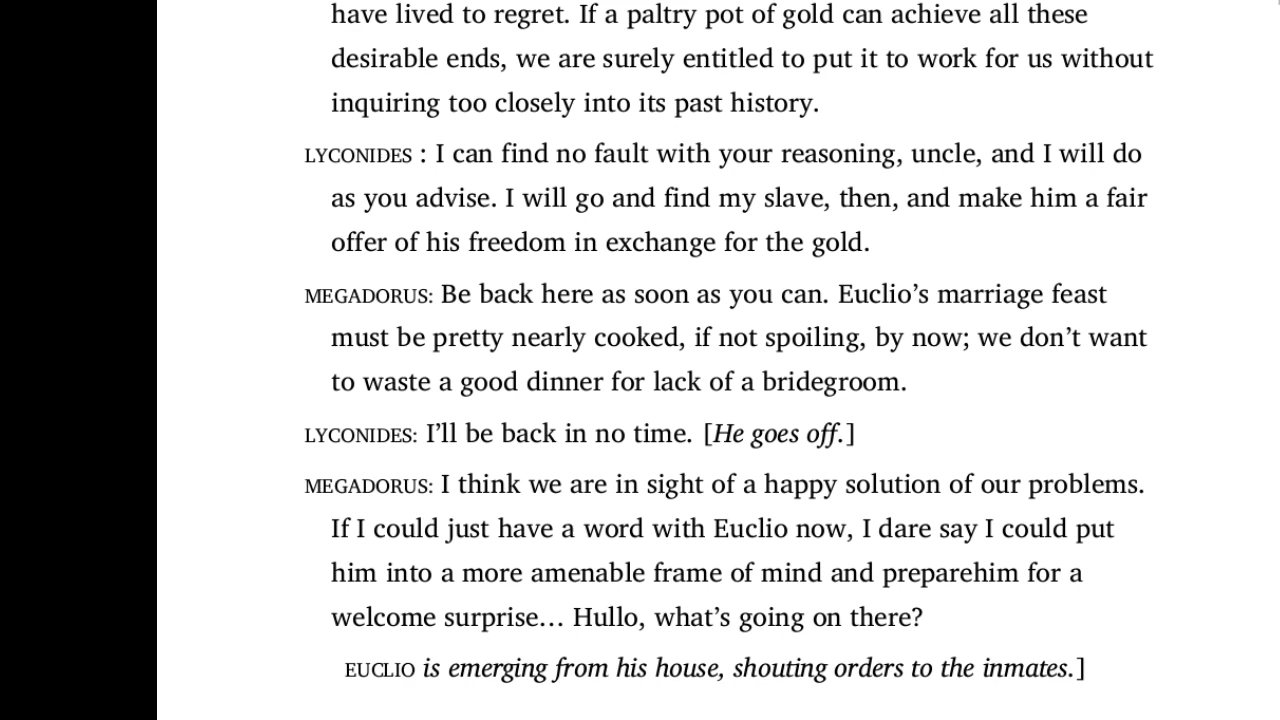 have lived to regret. If a paltry pot of gold can achieve all these
desirable ends, we are surely entitled to put it to work for us without
inquiring too closely into its past history.
LYCONIDES : I can find no fault with your reasoning, uncle, and I will do
as you advise. I will go and find my slave, then, and make him a fair
offer of his freedom in exchange for the gold.
MEGADORUS: Be back here as soon as you can. Euclio’s marriage feast
must be pretty nearly cooked, if not spoiling, by now; we don’t want
to waste a good dinner for lack of a bridegroom.
LYCONIDES: I’ll be back in no time. [He goes off.]
MEGADORUS: I think we are in sight of a happy solution of our problems.
If I could just have a word with Euclio now, I dare say I could put
him into a more amenable frame of mind and preparehim for a
welcome surprise… Hullo, what’s going on there?
EUCLIO is emerging from his house, shouting orders to the inmates.]